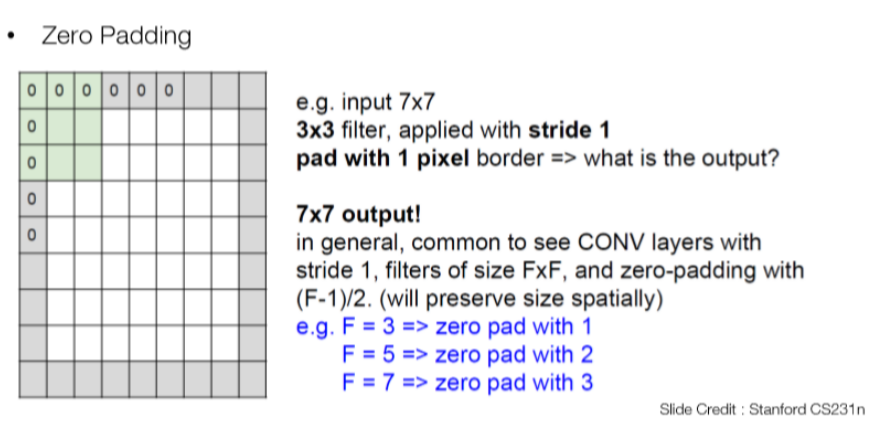 • Zero Padding
0 0 0 0 0 0
0
0
0
0
e.g. input 7x7
3x3 filter, applied with stride 1
pad with 1 pixel border => what is the output?
7x7 output!
in general, common to see CONV layers with
stride 1, filters of size FxF, and zero-padding with
(F-1)/2. (will preserve size spatially)
e.g. F = 3 => zero pad with 1
F = 5 => zero pad with 2
F = 7 => zero pad with 3
Slide Credit : Stanford CS231n